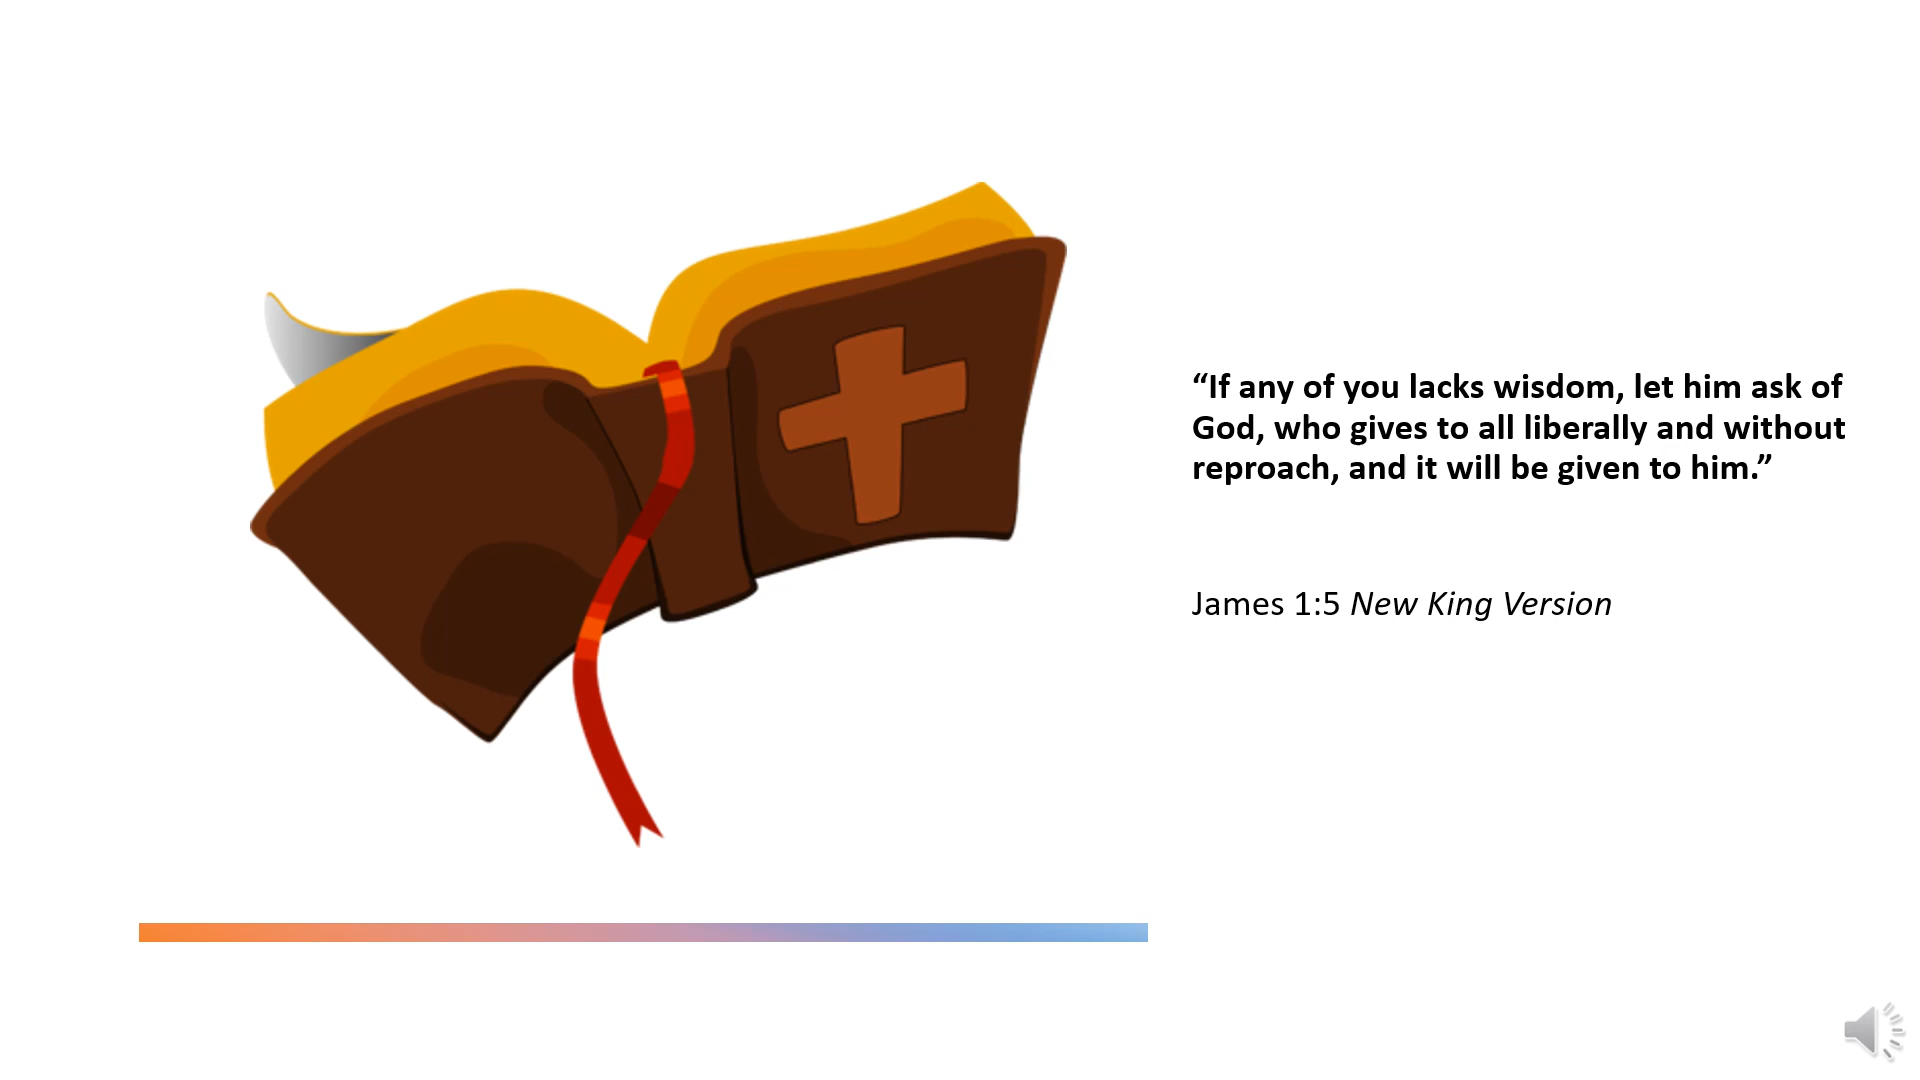 “If any of you lacks wisdom, let him ask of
God, who gives to all liberally and without
reproach, and it will be given to him.”
James 1:5 New King Version